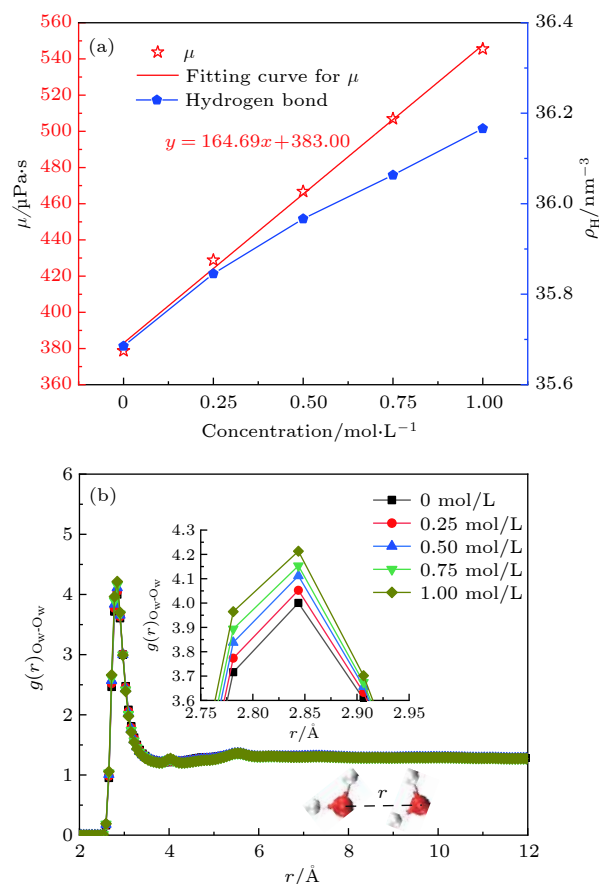 (a)
μ
Fitting curve for μ
Hydrogen bond
y = 164.69x+383.00
560
540
520
500
480
460
440
420
400
380
360
μ/μPa·s
36.4
36.2
36.0
35.8
35.6
ρH/nm⁻³
0 0.25 0.50 0.75 1.00
Concentration/mol·L⁻¹
(b)
0 mol/L
0.25 mol/L
0.50 mol/L
0.75 mol/L
1.00 mol/L
6
5
4
3
2
1
0
g(r)Ow-Ow
4.3
4.2
4.1
4.0
3.9
3.8
3.7
3.6
g(r)Ow-Ow
2.75 2.80 2.85 2.90 2.95
r/Å
r
2 4 6 8 10 12
r/Å